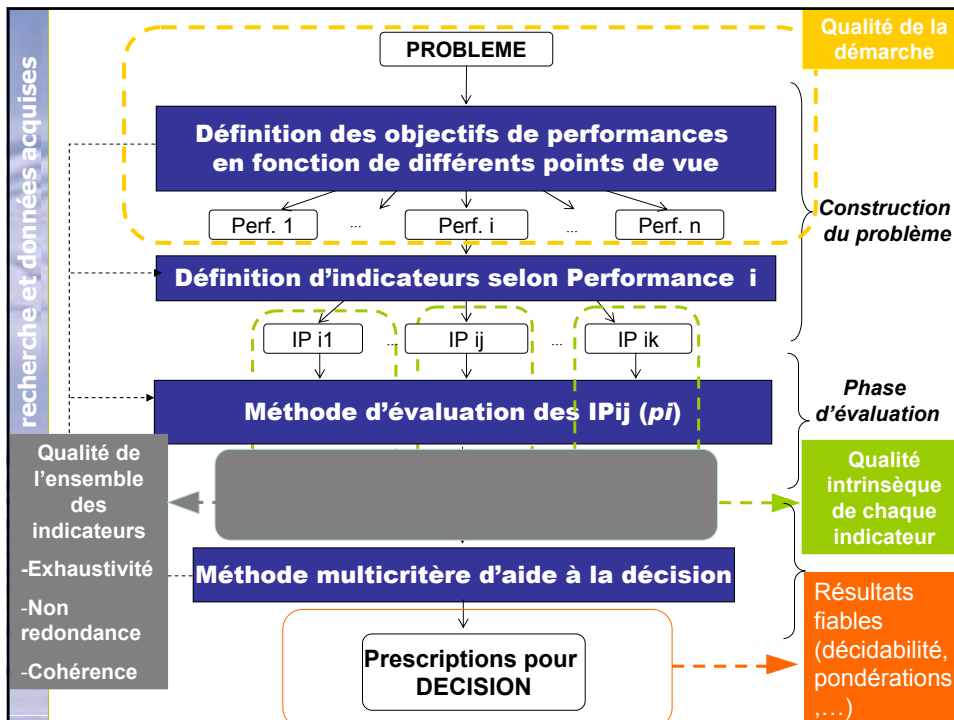 recherche et données acquises
Qualité de la
démarche
PROBLEME
Définition des objectifs de performances
en fonction de différents points de vue
Perf. 1
...
Perf. i
...
Perf. n
Construction
du problème
Définition d’indicateurs selon Performance i
IP i1
...
IP ij
...
IP ik
Phase
d’évaluation
Méthode d’évaluation des IPij (pi)
Qualité de
l’ensemble
des
indicateurs
-Exhaustivité
-Non
redondance
-Cohérence
Qualité
intrinsèque
de chaque
indicateur
Méthode multicritère d’aide à la décision
Résultats
fiables
(décidabilité,
pondérations
,…)
Prescriptions pour
DECISION